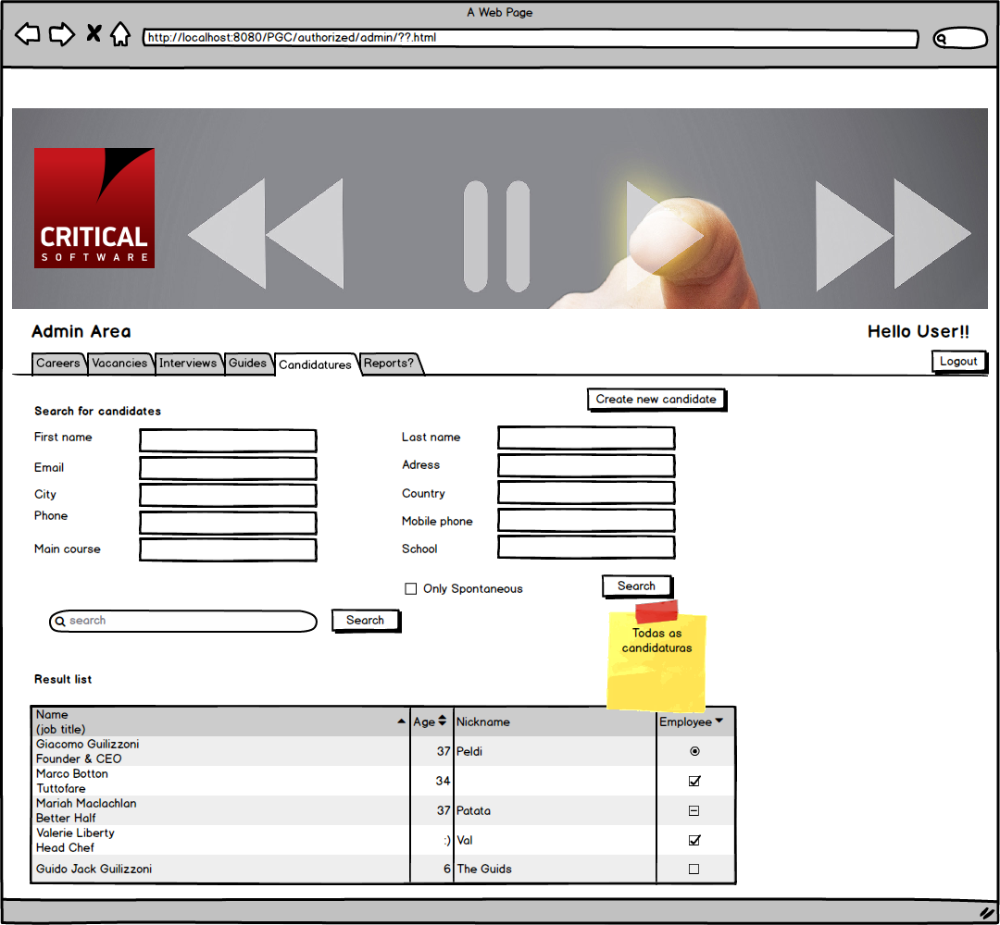 A Web Page
http://localhost:8080/PGC/authorized/admin/??.html
CRITICAL
SOFTWARE
Admin Area
Hello User!!
Careers
Vacancies
Interviews
Guides
Candidatures
Reports?
Logout
Create new candidate
Search for candidates
First name
Last name
Email
Adress
City
Country
Phone
Mobile phone
Main course
School
Only Spontaneous
Search
search
Search
Todas as
candidaturas
Result list
Name
(job title)
Age
Nickname
Employee
Giacomo Guilizzoni
Founder & CEO
37
Peldi
Marco Botton
Tuttofare
34
Mariah Maclachlan
Better Half
37
Patata
Valerie Liberty
Head Chef
:)
Val
Guido Jack Guilizzoni
6
The Guids